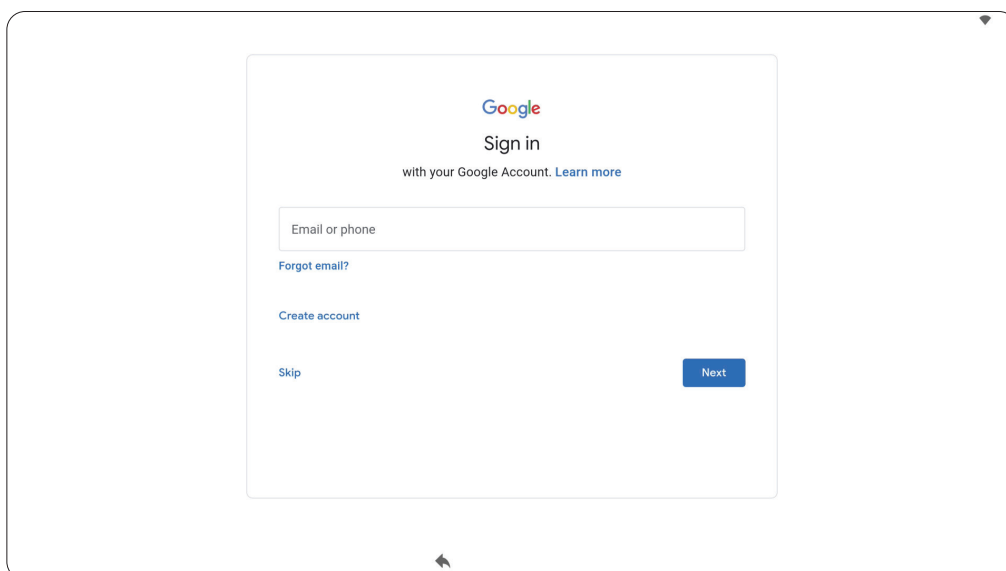 Google
Sign in
with your Google Account. Learn more
Email or phone
Forgot email?
Create account
Skip
Next